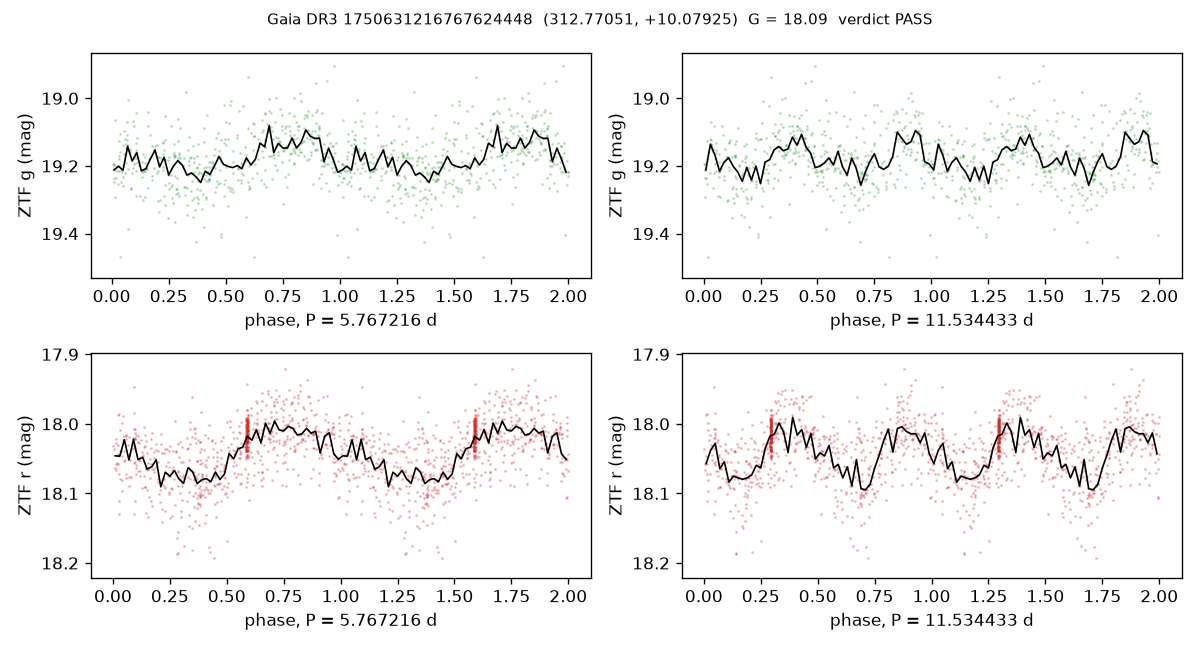 Gaia DR3 1750631216767624448  (312.77051, +10.07925)  G = 18.09  verdict PASS
ZTF g (mag)
19.0
19.2
19.4
0.00 0.25 0.50 0.75 1.00 1.25 1.50 1.75 2.00
phase, P = 5.767216 d
ZTF g (mag)
19.0
19.2
19.4
0.00 0.25 0.50 0.75 1.00 1.25 1.50 1.75 2.00
phase, P = 11.534433 d
ZTF r (mag)
17.9
18.0
18.1
18.2
0.00 0.25 0.50 0.75 1.00 1.25 1.50 1.75 2.00
phase, P = 5.767216 d
ZTF r (mag)
17.9
18.0
18.1
18.2
0.00 0.25 0.50 0.75 1.00 1.25 1.50 1.75 2.00
phase, P = 11.534433 d